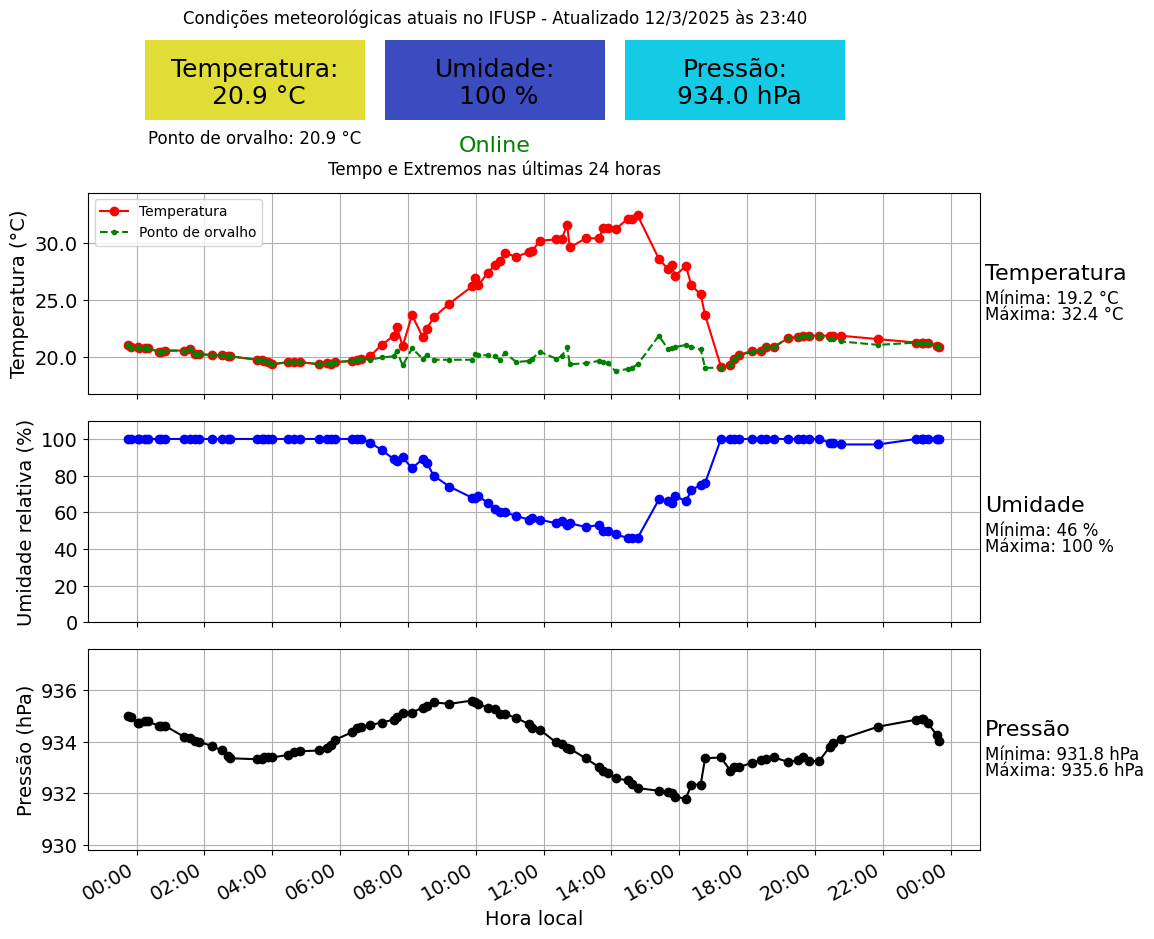 Condições meteorológicas atuais no IFUSP - Atualizado 12/3/2025 às 23:40
Temperatura:
20.9 °C
Umidade:
100 %
Pressão:
934.0 hPa
Ponto de orvalho: 20.9 °C
Online
Tempo e Extremos nas últimas 24 horas
Temperatura (°C)
30.0
25.0
20.0
Temperatura
Ponto de orvalho
Temperatura
Mínima: 19.2 °C
Máxima: 32.4 °C
Umidade relativa (%)
100
80
60
40
20
0
Umidade
Mínima: 46 %
Máxima: 100 %
Pressão (hPa)
936
934
932
930
Pressão
Mínima: 931.8 hPa
Máxima: 935.6 hPa
00:00 02:00 04:00 06:00 08:00 10:00 12:00 14:00 16:00 18:00 20:00 22:00 00:00
Hora local